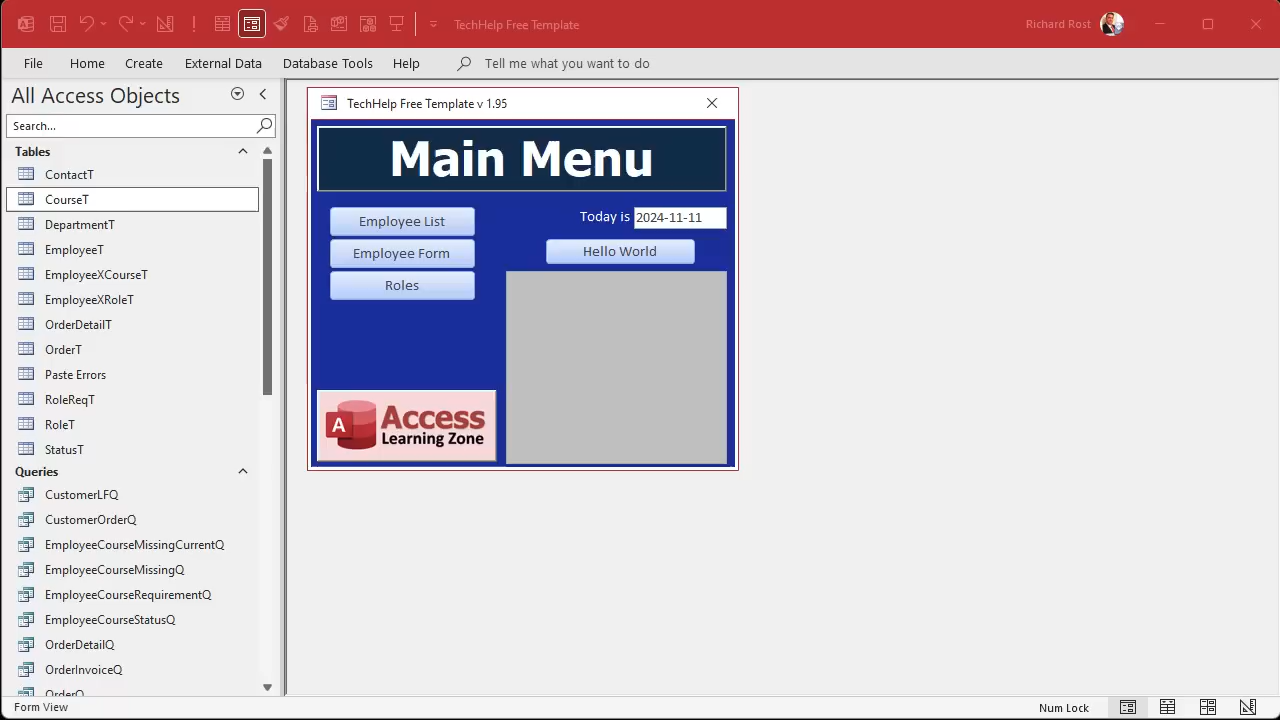 TechHelp Free Template
Richard Rost
File Home Create External Data Database Tools Help Tell me what you want to do
All Access Objects
Search...
Tables
ContactT
CourseT
DepartmentT
EmployeeT
EmployeeXCourseT
EmployeeXRoleT
OrderDetailT
OrderT
Paste Errors
RoleReqT
RoleT
StatusT
Queries
CustomerLFQ
CustomerOrderQ
EmployeeCourseMissingCurrentQ
EmployeeCourseMissingQ
EmployeeCourseRequirementQ
EmployeeCourseStatusQ
OrderDetailQ
OrderInvoiceQ
OrderQ
TechHelp Free Template v 1.95
Main Menu
Employee List
Employee Form
Roles
Today is 2024-11-11
Hello World
A Access
Learning Zone
Form View
Num Lock